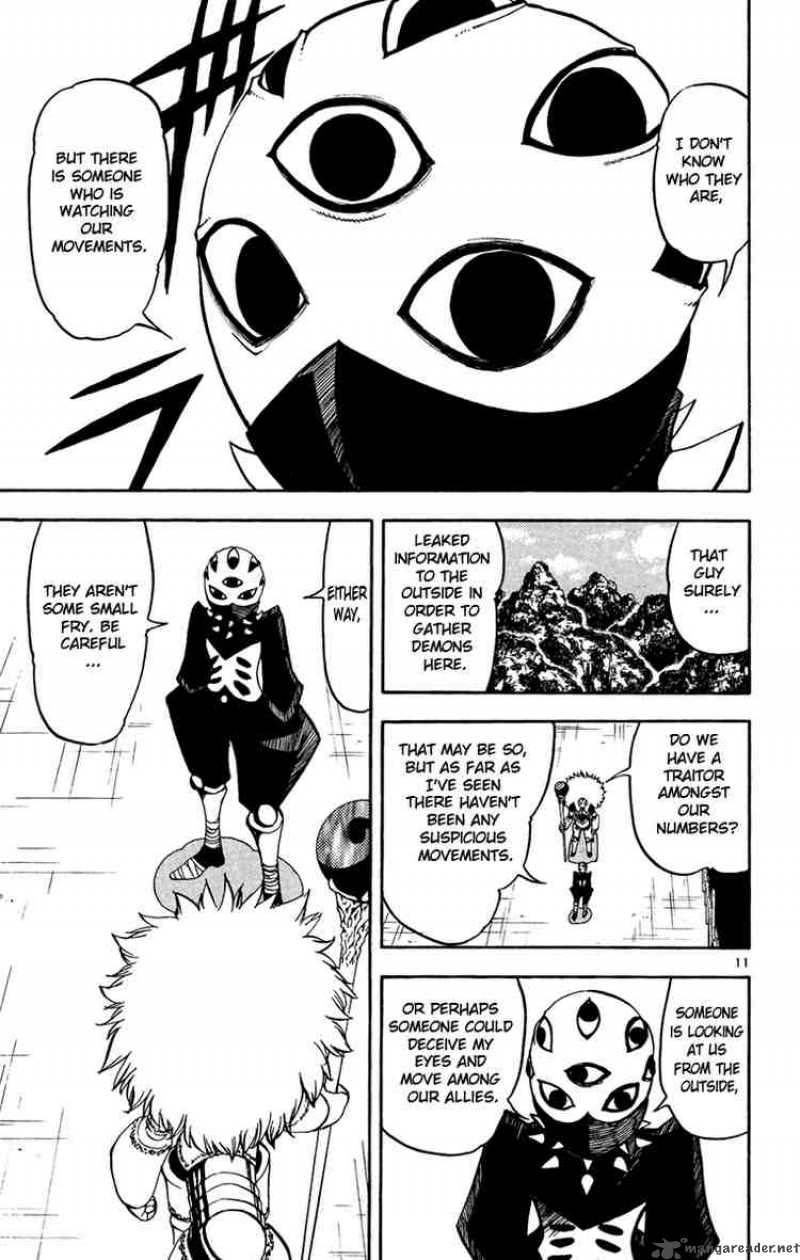 I DON'T
KNOW
WHO THEY
ARE,
BUT THERE
IS SOMEONE
WHO IS
WATCHING
OUR
MOVEMENTS.
THAT
GUY
SURELY
...
LEAKED
INFORMATION
TO THE
OUTSIDE IN
ORDER TO
GATHER
DEMONS
HERE.
DO WE
HAVE A
TRAITOR
AMONGST
OUR
NUMBERS?
THAT MAY BE SO,
BUT AS FAR AS
I'VE SEEN
THERE HAVEN'T
BEEN ANY
SUSPICIOUS
MOVEMENTS.
11
SOMEONE
IS LOOKING
AT US
FROM THE
OUTSIDE,
OR PERHAPS
SOMEONE COULD
DECEIVE MY
EYES AND
MOVE AMONG
OUR ALLIES.
EITHER
WAY,
THEY AREN'T
SOME SMALL
FRY. BE
CAREFUL
...
mangareader.net